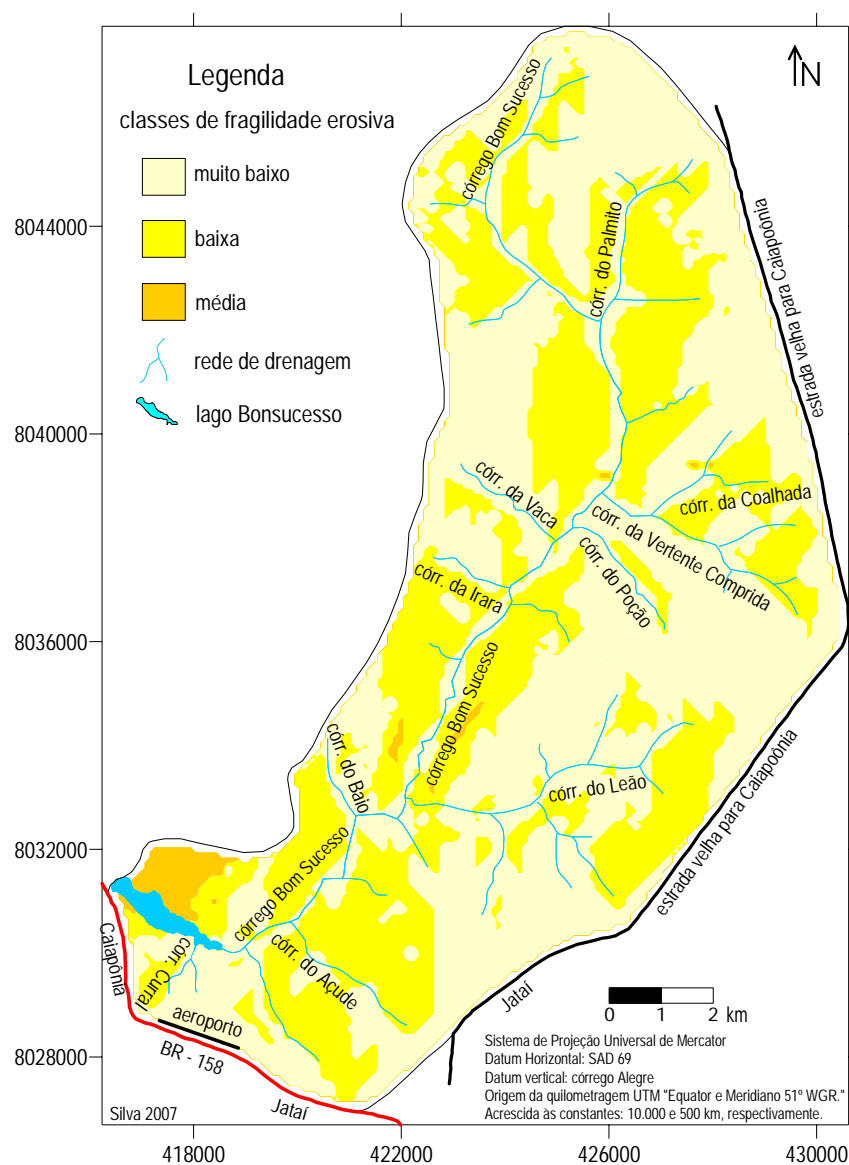 Legenda
classes de fragilidade erosiva
muito baixo
baixa
média
rede de drenagem
lago Bonsucesso
N
córrego Bom Sucesso
córr. do Palmito
estrada velha para Caiapoônia
córr. da Vaca
córr. da Coalhada
córr. da Vertente Comprida
córr. do Poção
córr. da Irara
córrego Bom Sucesso
córr. do Baio
córr. do Leão
estrada velha para Caiapoônia
córrego Bom Sucesso
córr. do Açude
córr. Curral
Caiapônia
aeroporto
BR - 158
Jataí
Jataí
0 1 2 km
Sistema de Projeção Universal de Mercator
Datum Horizontal: SAD 69
Datum vertical: córrego Alegre
Origem da quilometragem UTM "Equator e Meridiano 51º WGR."
Acrescida às constantes: 10.000 e 500 km, respectivamente.
Silva 2007
8044000
8040000
8036000
8032000
8028000
418000
422000
426000
430000